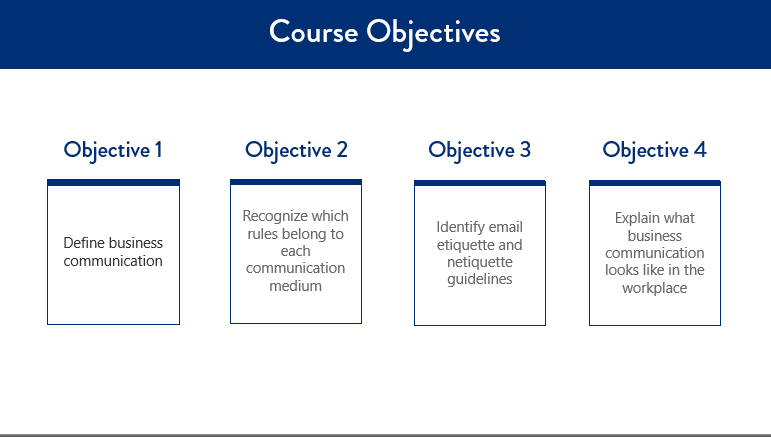 Course Objectives
Objective 1
Define business
communication
Objective 2
Recognize which
rules belong to
each
communication
medium
Objective 3
Identify email
etiquette and
netiquette
guidelines
Objective 4
Explain what
business
communication
looks like in the
workplace